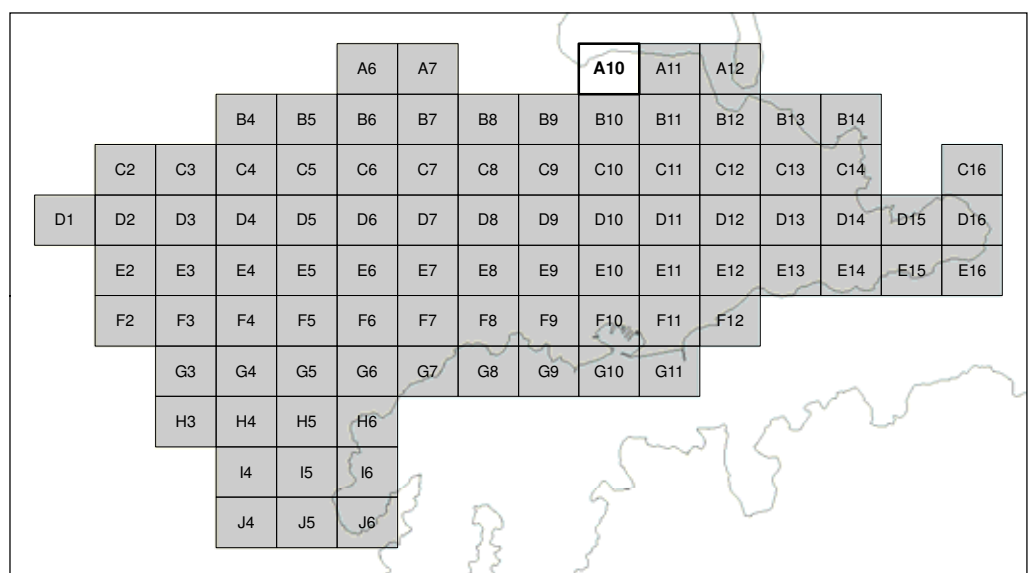 A6 A7 A10 A11 A12
B4 B5 B6 B7 B8 B9 B10 B11 B12 B13 B14
C2 C3 C4 C5 C6 C7 C8 C9 C10 C11 C12 C13 C14 C16
D1 D2 D3 D4 D5 D6 D7 D8 D9 D10 D11 D12 D13 D14 D15 D16
E2 E3 E4 E5 E6 E7 E8 E9 E10 E11 E12 E13 E14 E15 E16
F2 F3 F4 F5 F6 F7 F8 F9 F10 F11 F12
G3 G4 G5 G6 G7 G8 G9 G10 G11
H3 H4 H5 H6
I4 I5 I6
J4 J5 J6